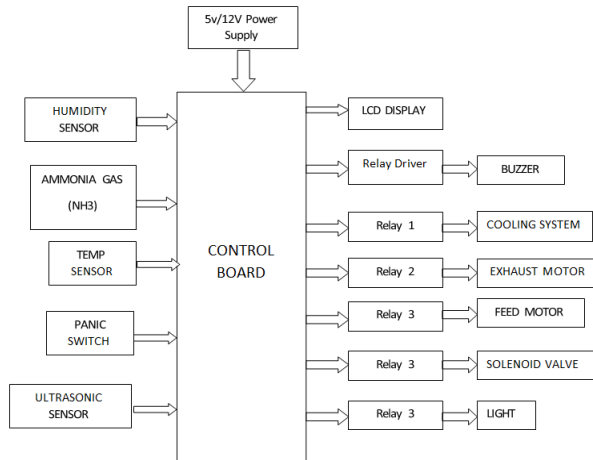 5v/12V Power
Supply
HUMIDITY
SENSOR
AMMONIA GAS
(NH3)
TEMP
SENSOR
PANIC
SWITCH
ULTRASONIC
SENSOR
CONTROL
BOARD
LCD DISPLAY
Relay Driver
BUZZER
Relay 1
COOLING SYSTEM
Relay 2
EXHAUST MOTOR
Relay 3
FEED MOTOR
Relay 3
SOLENOID VALVE
Relay 3
LIGHT